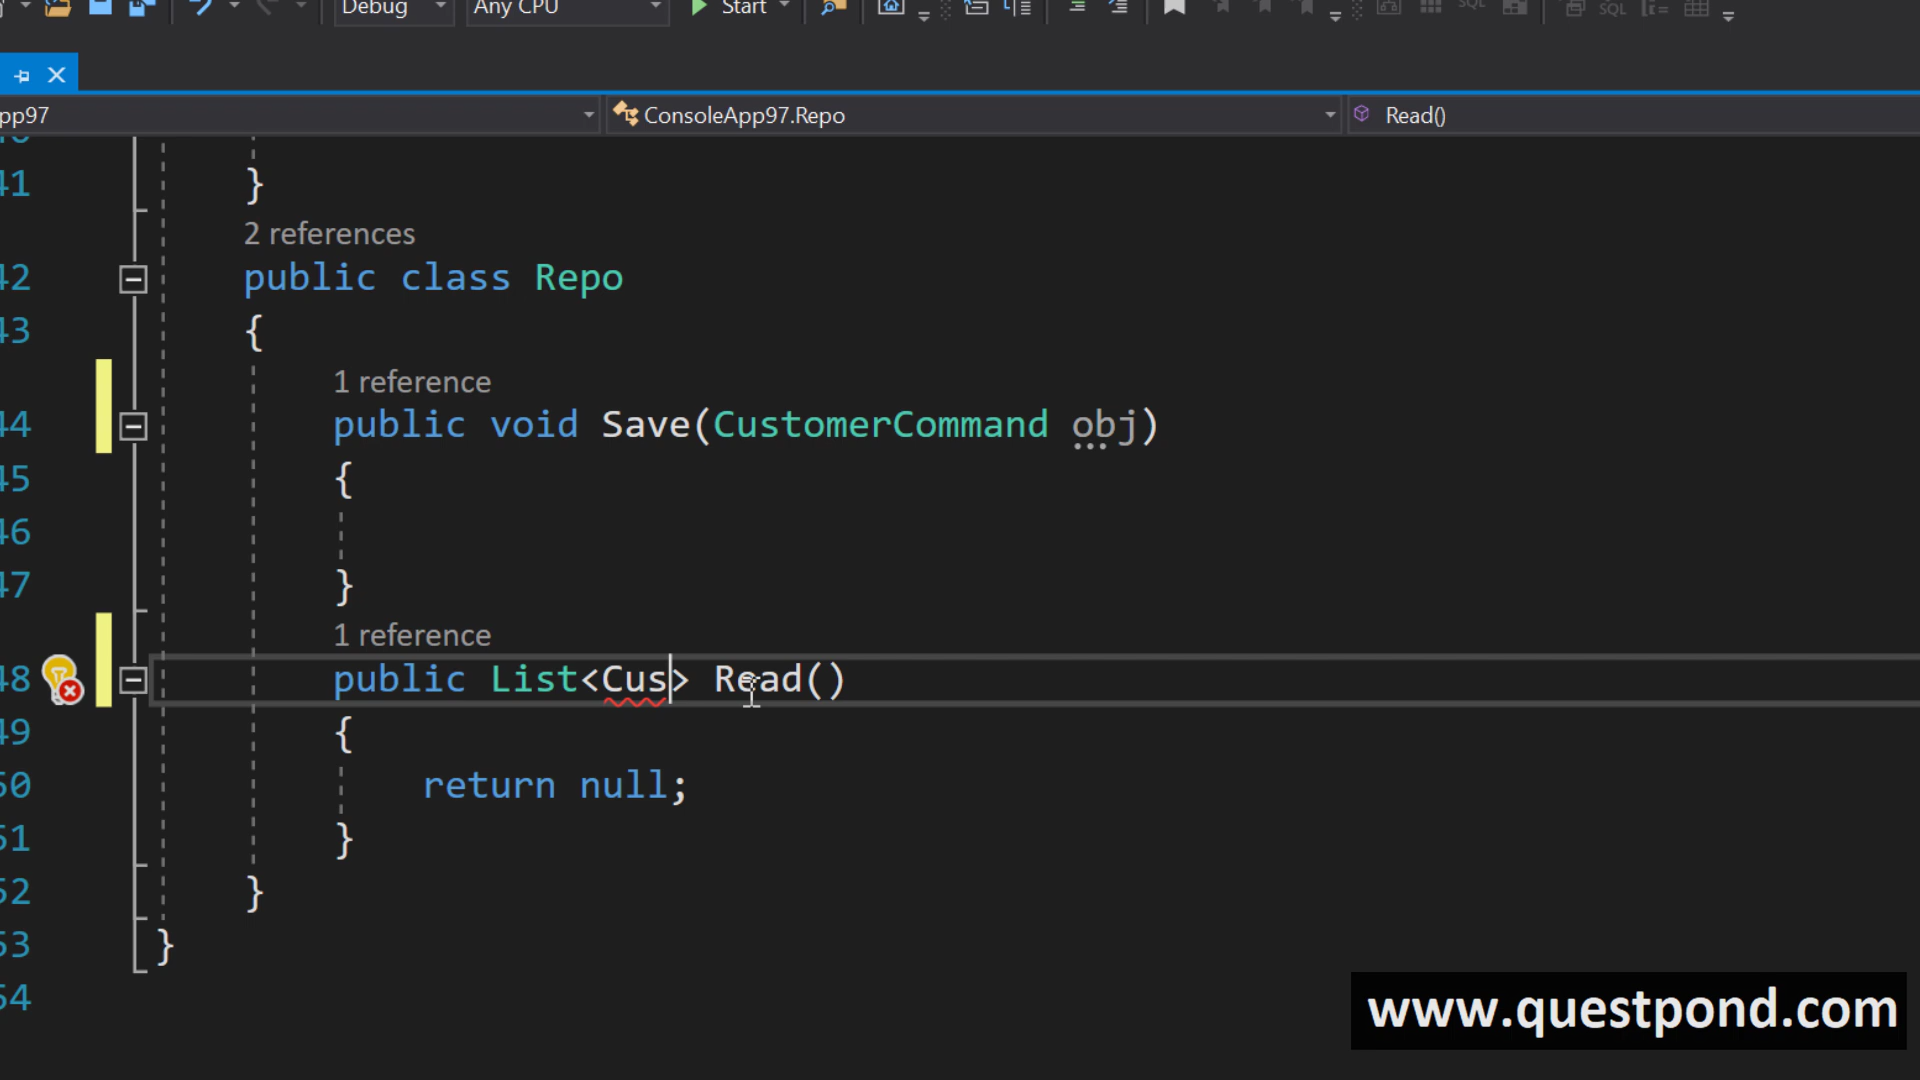 Debug Any CPU Start
pp97 ConsoleApp97.Repo Read()
41 }
2 references
42 public class Repo
43 {
1 reference
44 public void Save(CustomerCommand obj)
45 {
46
47 }
1 reference
48 public List<Cus> Read()
49 {
50 return null;
51 }
52 }
53 }
54
www.questpond.com